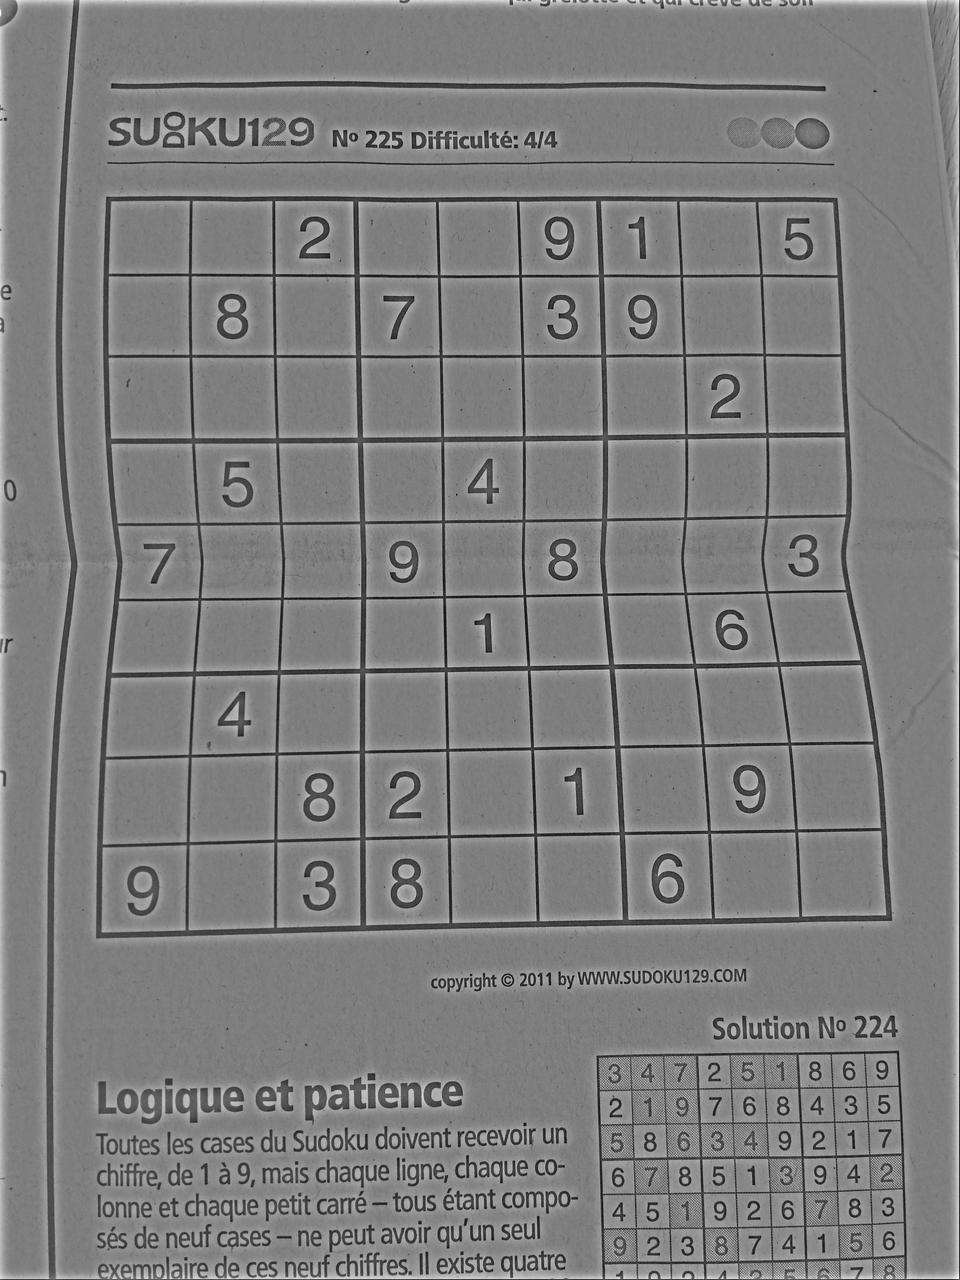 SUDOKU129 Nº 225 Difficulté: 4/4
2 9 1 5
8 7 3 9
2
5 4
7 9 8 3
1 6
4
8 2 1 9
9 3 8 6
copyright © 2011 by WWW.SUDOKU129.COM
Solution Nº 224
3 4 7 2 5 1 8 6 9
2 1 9 7 6 8 4 3 5
5 8 6 3 4 9 2 1 7
6 7 8 5 1 3 9 4 2
4 5 1 9 2 6 7 8 3
9 2 3 8 7 4 1 5 6
Logique et patience
Toutes les cases du Sudoku doivent recevoir un
chiffre, de 1 à 9, mais chaque ligne, chaque co-
lonne et chaque petit carré – tous étant compo-
sés de neuf cases – ne peut avoir qu'un seul
exemplaire de ces neuf chiffres. Il existe quatre